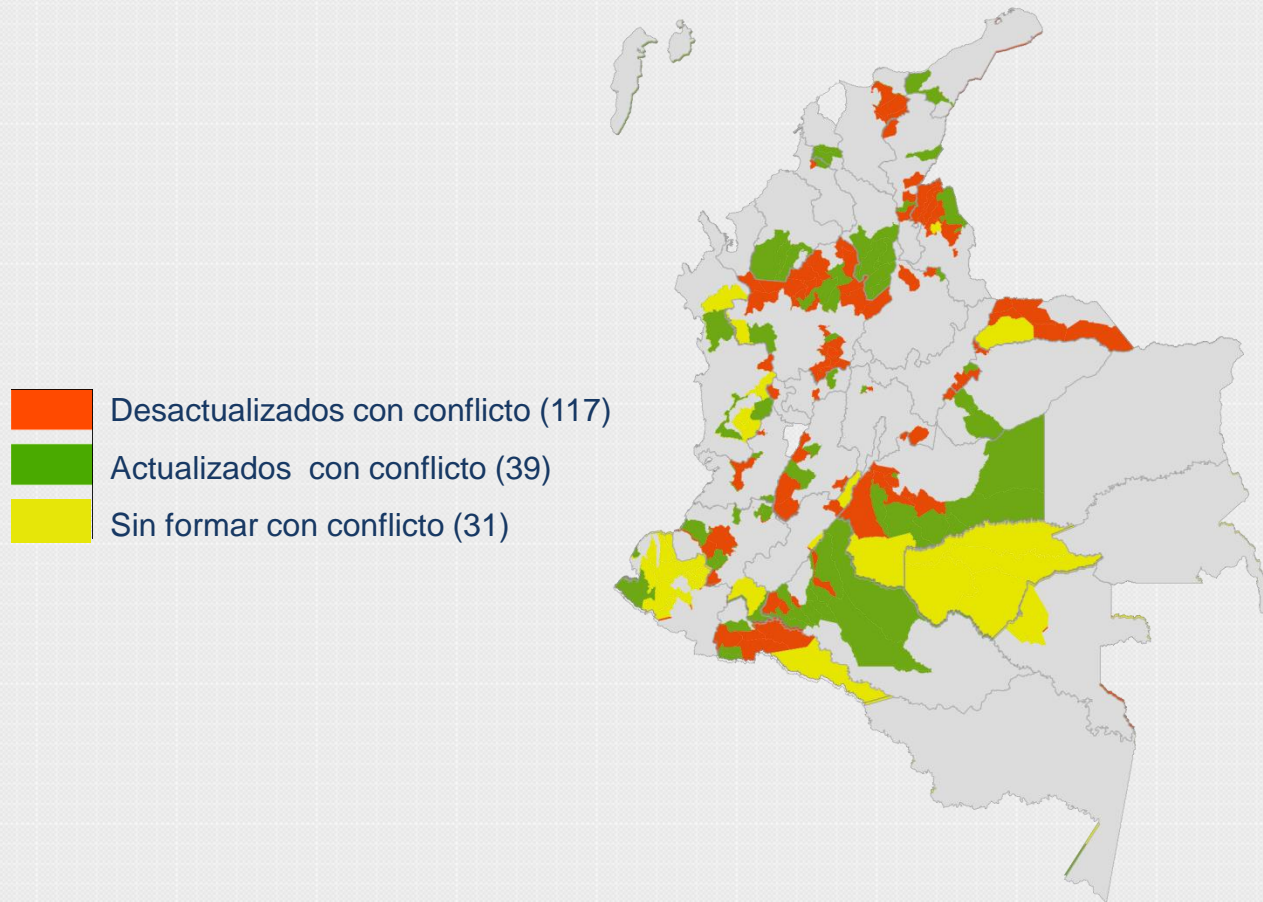 Desactualizados con conflicto (117)
Actualizados con conflicto (39)
Sin formar con conflicto (31)